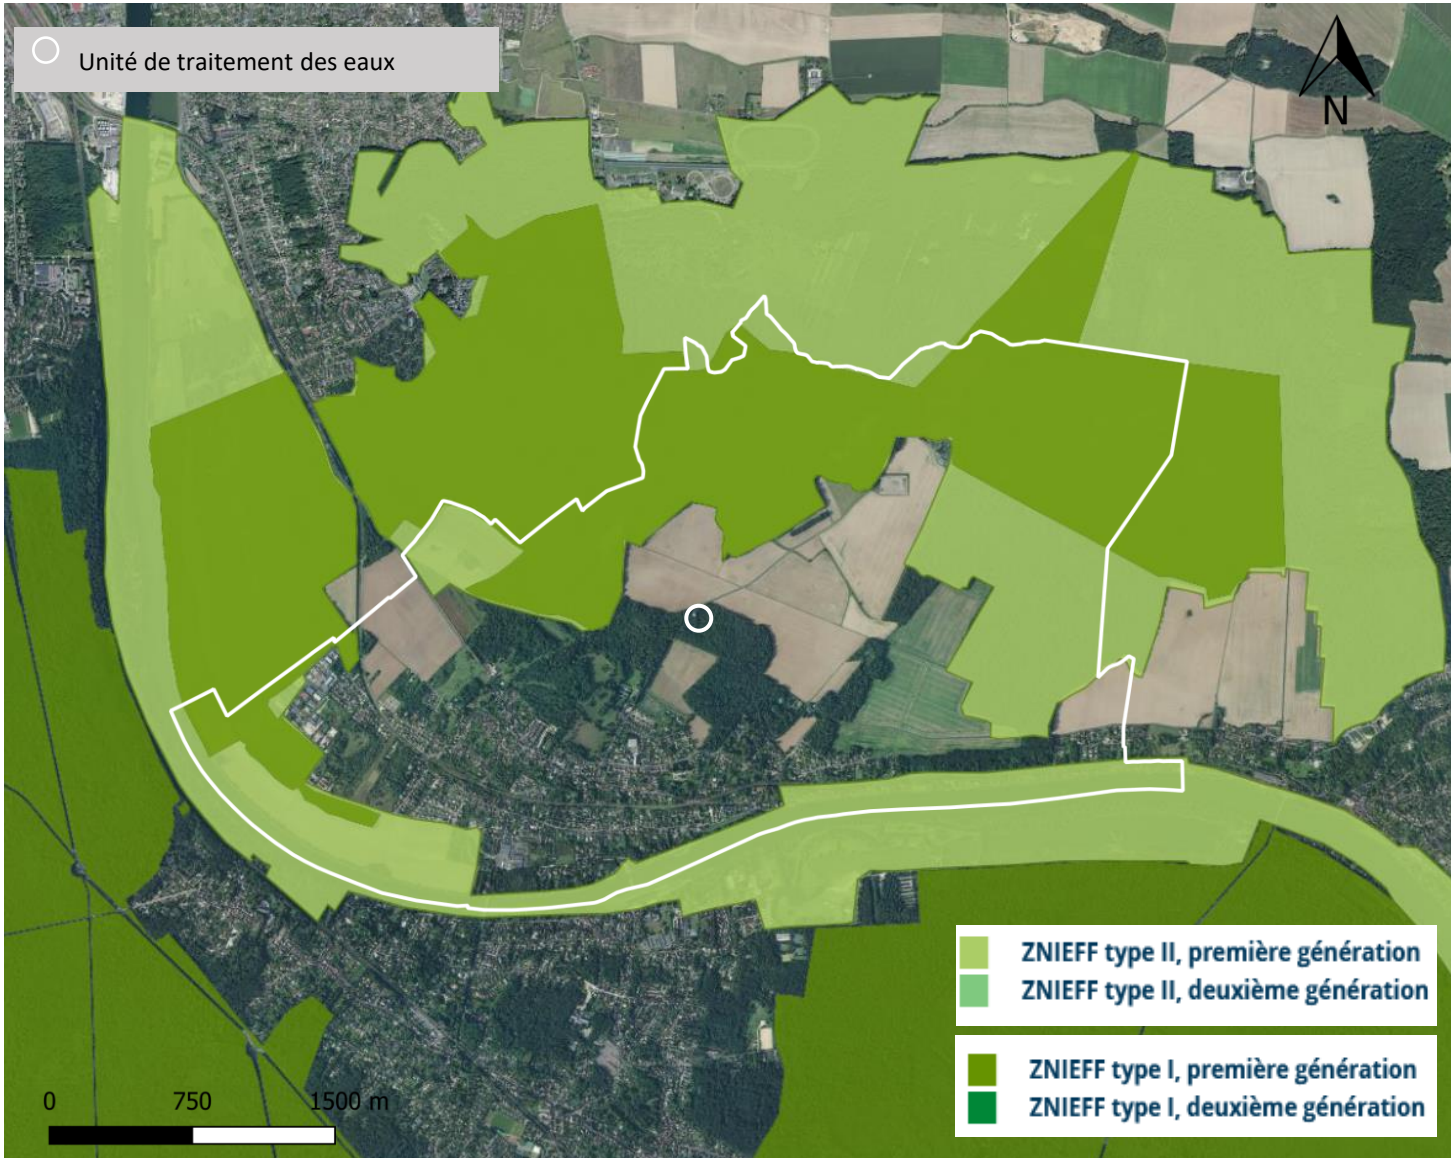 Unité de traitement des eaux
N
ZNIEFF type II, première génération
ZNIEFF type II, deuxième génération
ZNIEFF type I, première génération
ZNIEFF type I, deuxième génération
0 750 1500 m